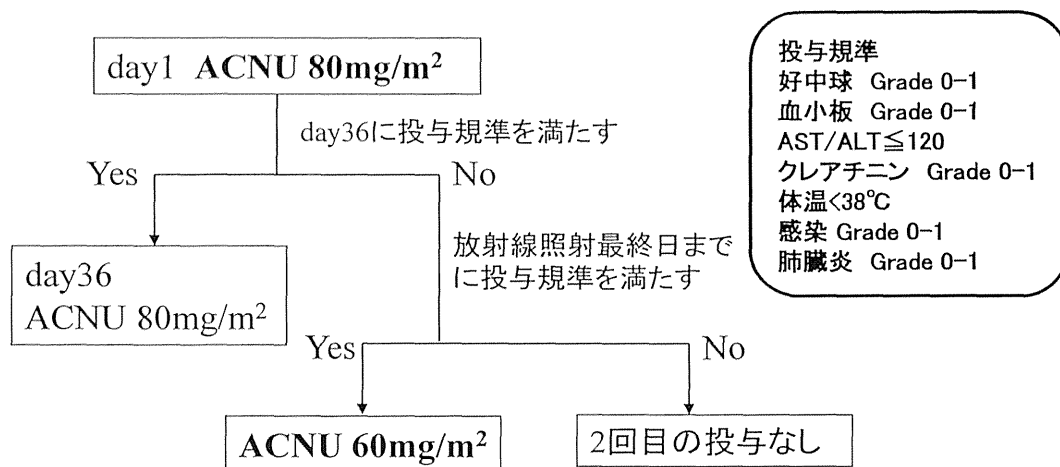 day1 ACNU 80mg/m²
day36に投与規準を満たす
Yes
No
day36
ACNU 80mg/m²
放射線照射最終日まで
に投与規準を満たす
Yes
No
ACNU 60mg/m²
2回目の投与なし
投与規準
好中球 Grade 0-1
血小板 Grade 0-1
AST/ALT≦120
クレアチニン Grade 0-1
体温<38℃
感染 Grade 0-1
肺臓炎 Grade 0-1